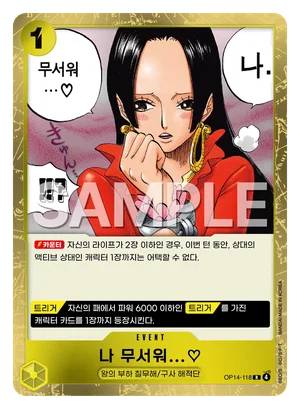 1
무서워
…♡
나.
きゅん…
!!?
SAMPLE
카운터 자신의 라이프가 2장 이하인 경우, 이번 턴 동안, 상대의
액티브 상태인 캐릭터 1장까지는 어택할 수 없다.
트리거 자신의 패에서 파워 6000 이하인 트리거 를 가진
캐릭터 카드를 1장까지 등장시킨다.
EVENT
나 무서워…♡
왕의 부하 칠무해/구사 해적단
OP14-118 R 4